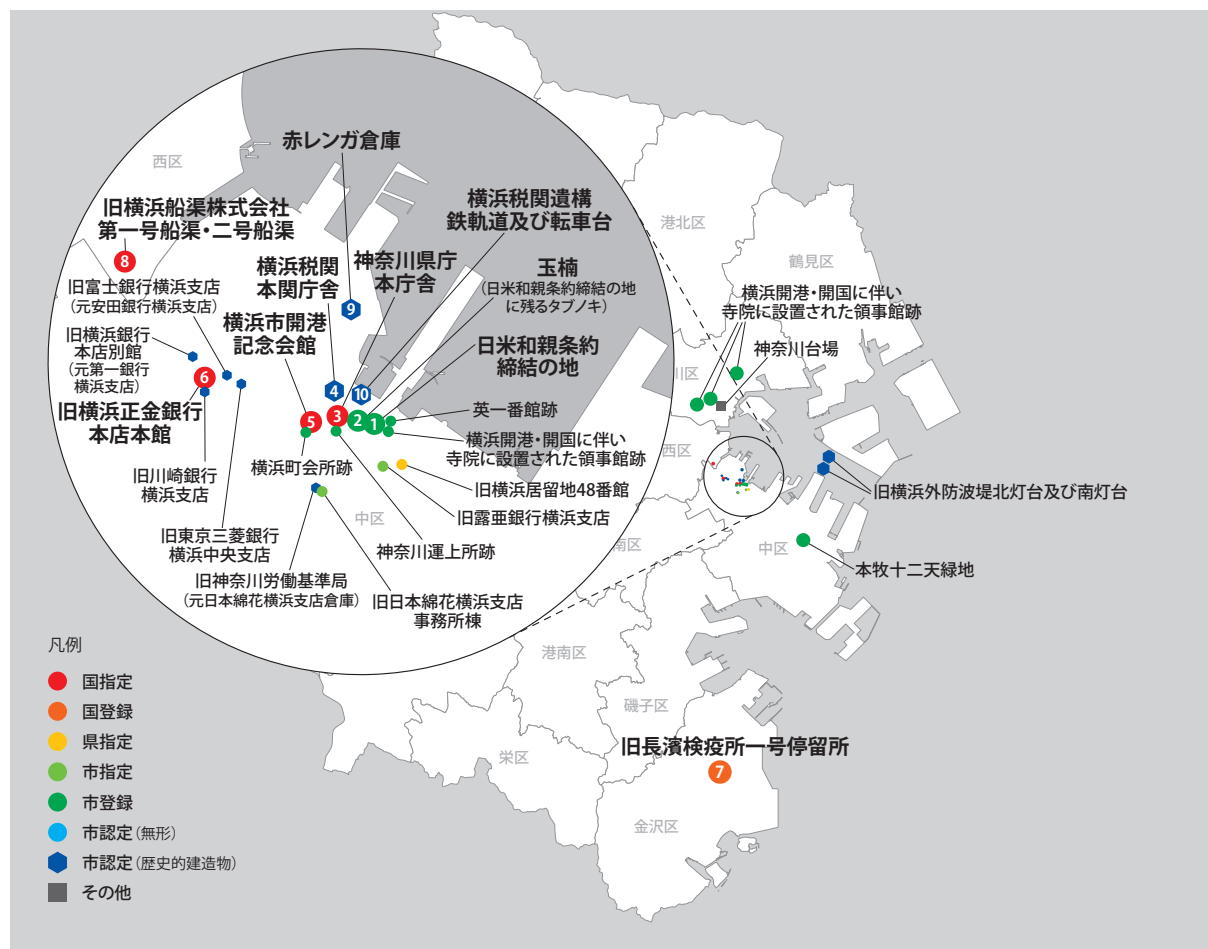 赤レンガ倉庫
西区
横浜税関遺構
鉄軌道及び転車台
旧横浜船渠株式会社
第一号船渠・二号船渠
8
横浜税関
本関庁舎
神奈川県庁
本庁舎
玉楠
(日米和親条約締結の地
に残るタブノキ)
旧富士銀行横浜支店
(元安田銀行横浜支店)
9
横浜市開港
記念会館
日米和親条約
締結の地
旧横浜銀行
本店別館
(元第一銀行
横浜支店)
6
4
10
旧横浜正金銀行
本店本館
5
3
2
1
英一番館跡
横浜開港・開国に伴い
寺院に設置された領事館跡
横浜町会所跡
旧川崎銀行
横浜支店
旧横浜居留地48番館
中区
旧露亜銀行横浜支店
旧東京三菱銀行
横浜中央支店
神奈川運上所跡
旧神奈川労働基準局
(元日本綿花横浜支店倉庫)
旧日本綿花横浜支店
事務所棟
港北区
鶴見区
横浜開港・開国に伴い
寺院に設置された領事館跡
神奈川台場
川区
西区
旧横浜外防波堤北灯台及び南灯台
南区
中区
本牧十二天緑地
港南区
磯子区
旧長濱検疫所一号停留所
7
栄区
金沢区
凡例
国指定
国登録
県指定
市指定
市登録
市認定(無形)
市認定(歴史的建造物)
その他